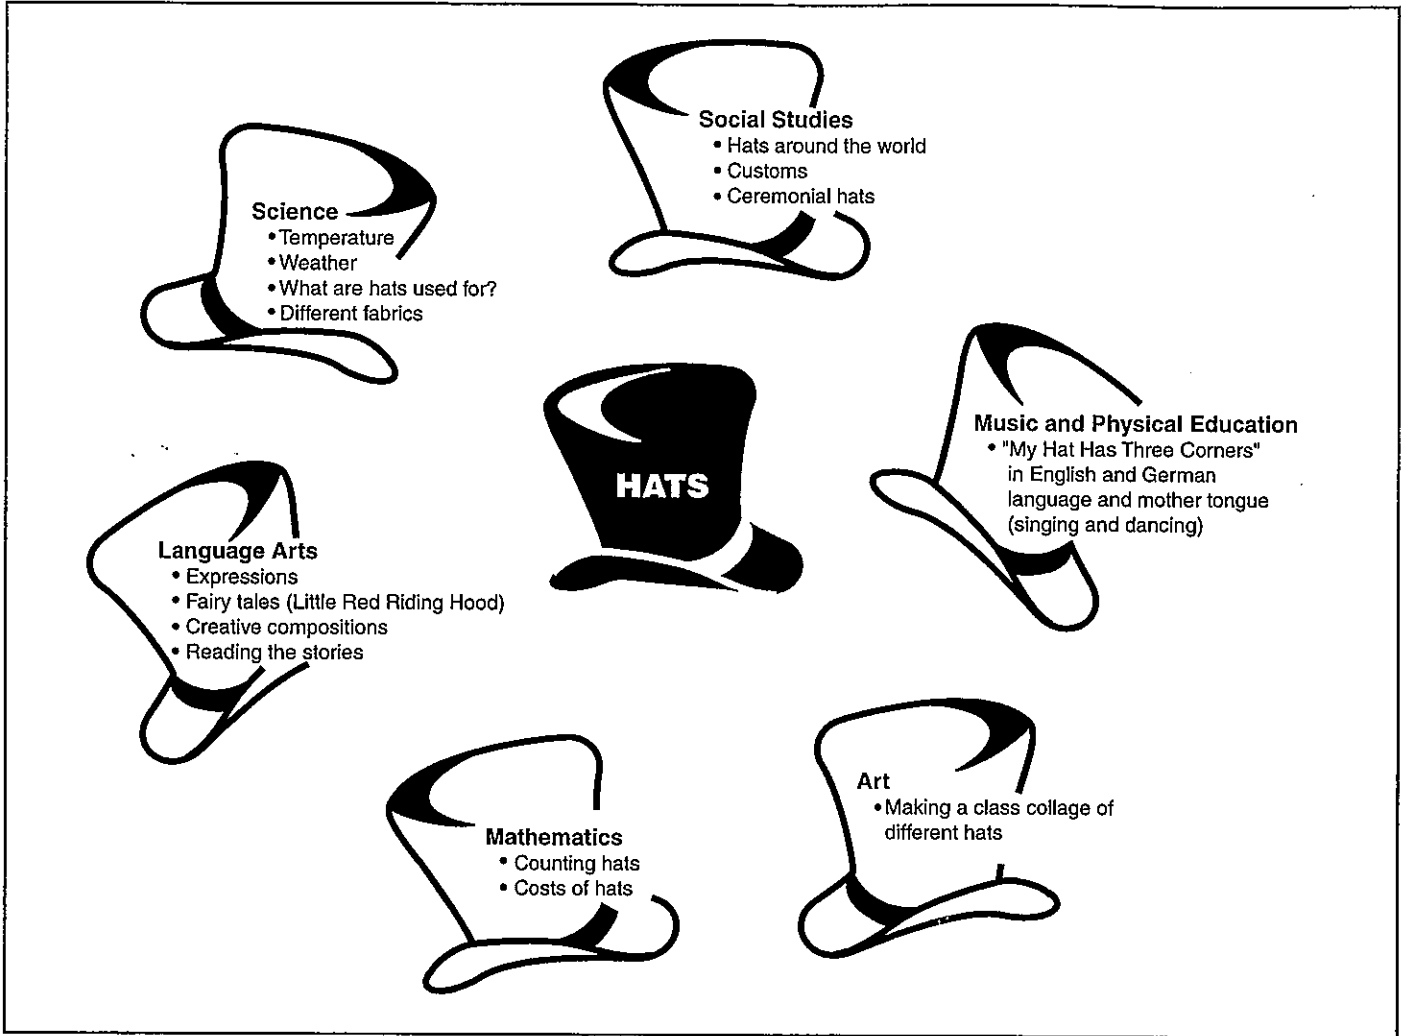 Social Studies
• Hats around the world
• Customs
• Ceremonial hats
Science
• Temperature
• Weather
• What are hats used for?
• Different fabrics
HATS
Music and Physical Education
• "My Hat Has Three Corners"
in English and German
language and mother tongue
(singing and dancing)
Language Arts
• Expressions
• Fairy tales (Little Red Riding Hood)
• Creative compositions
• Reading the stories
Mathematics
• Counting hats
• Costs of hats
Art
• Making a class collage of
different hats